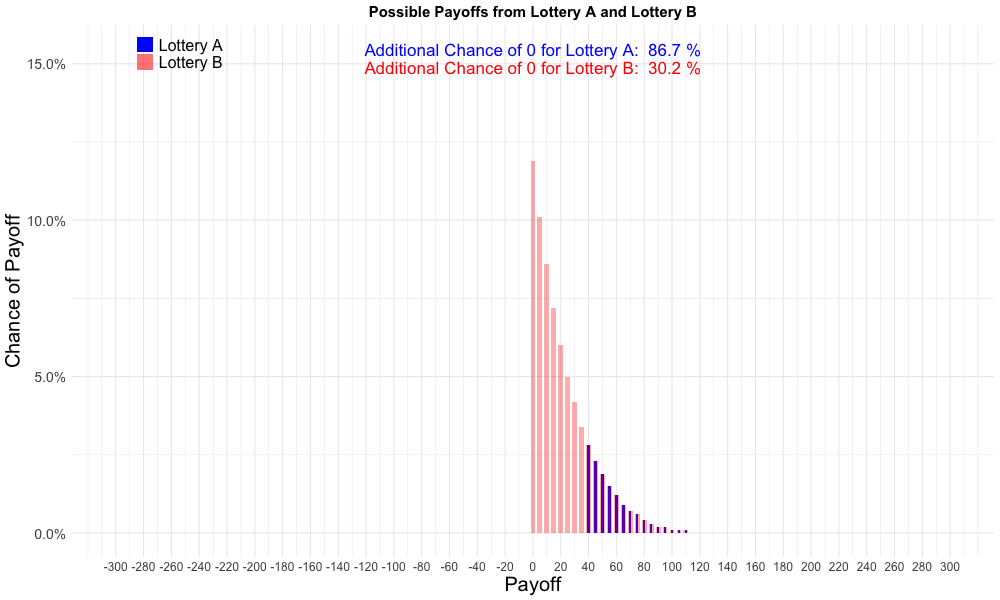 Possible Payoffs from Lottery A and Lottery B
Lottery A
Lottery B
Additional Chance of 0 for Lottery A:  86.7 %
Additional Chance of 0 for Lottery B:  30.2 %
Chance of Payoff
15.0%
10.0%
5.0%
0.0%
-300 -280 -260 -240 -220 -200 -180 -160 -140 -120 -100 -80 -60 -40 -20 0 20 40 60 80 100 120 140 160 180 200 220 240 260 280 300
Payoff